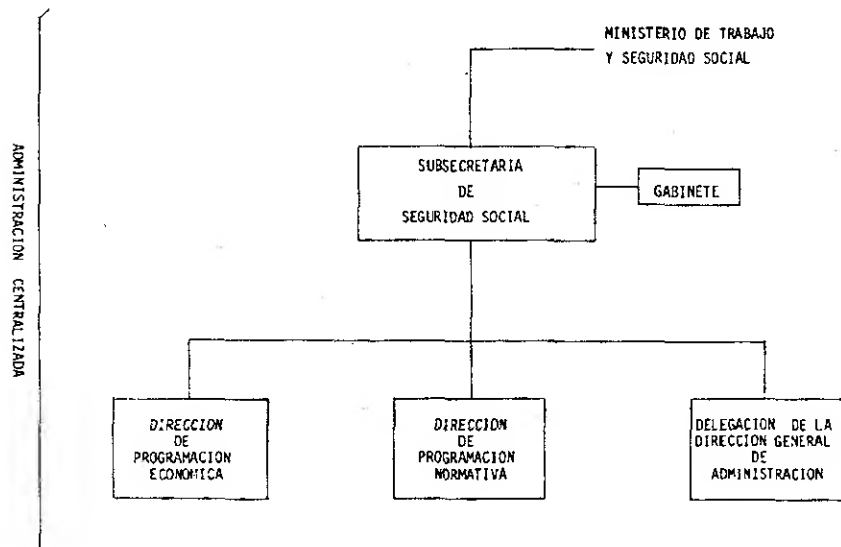 MINISTERIO DE TRABAJO
Y SEGURIDAD SOCIAL
SUBSECRETARIA
DE
SEGURIDAD SOCIAL
GABINETE
ADMINISTRACION CENTRALIZADA
DIRECCION
DE
PROGRAMACION
ECONOMICA
DIRECCION
DE
PROGRAMACION
NORMATIVA
DELEGACION DE LA
DIRECCION GENERAL
DE
ADMINISTRACION